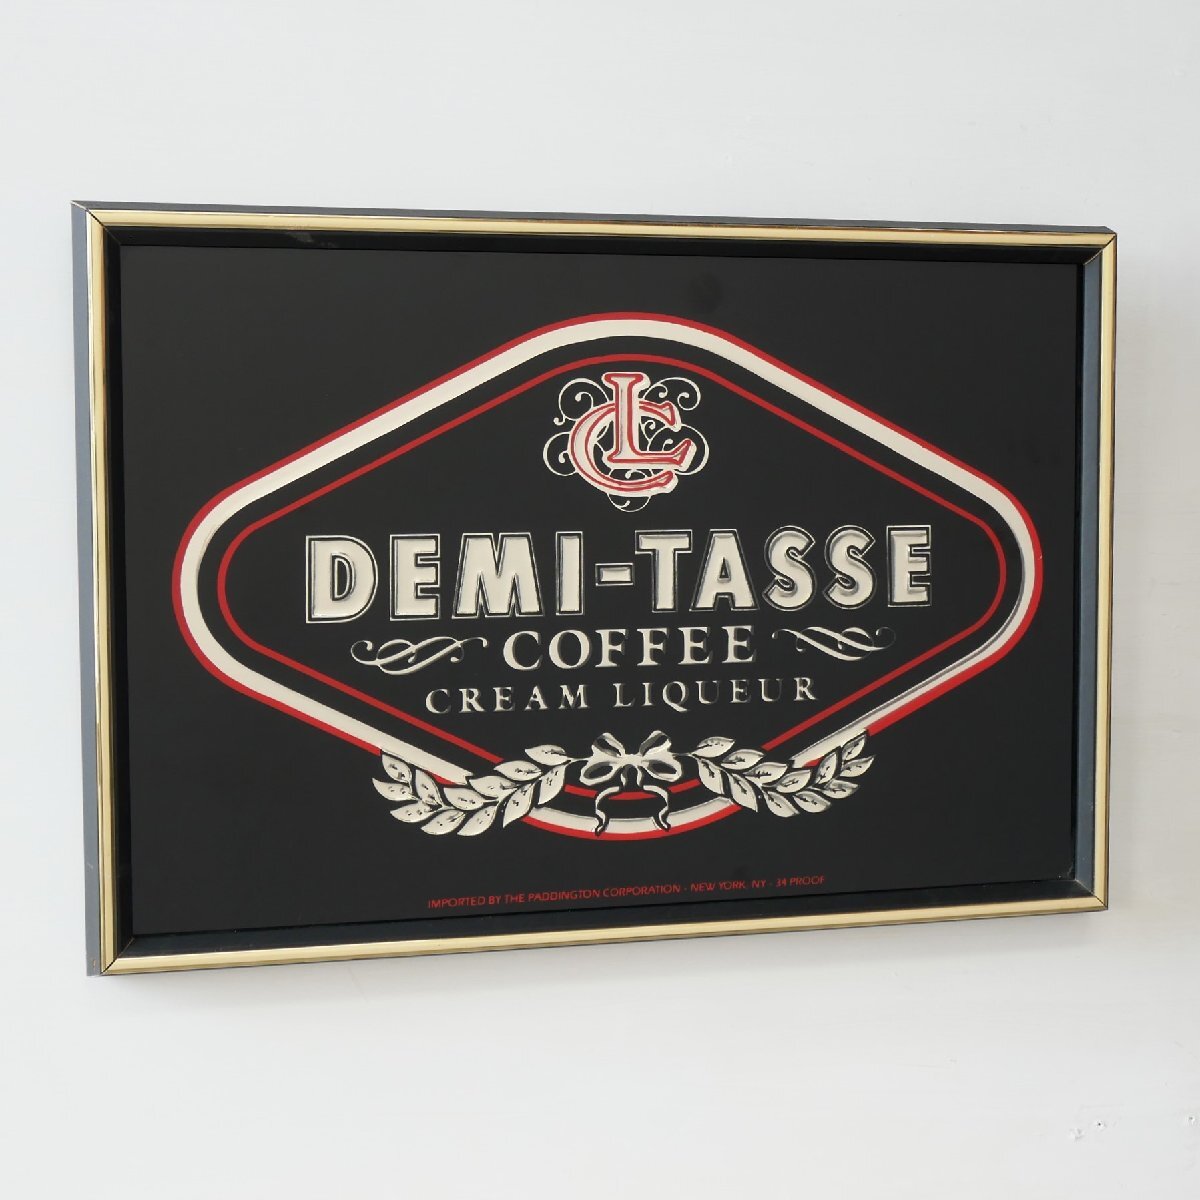 LC
DEMI-TASSE
COFFEE
CREAM LIQUEUR
IMPORTED BY THE PADDINGTON CORPORATION - NEW YORK, NY - 34 PROOF